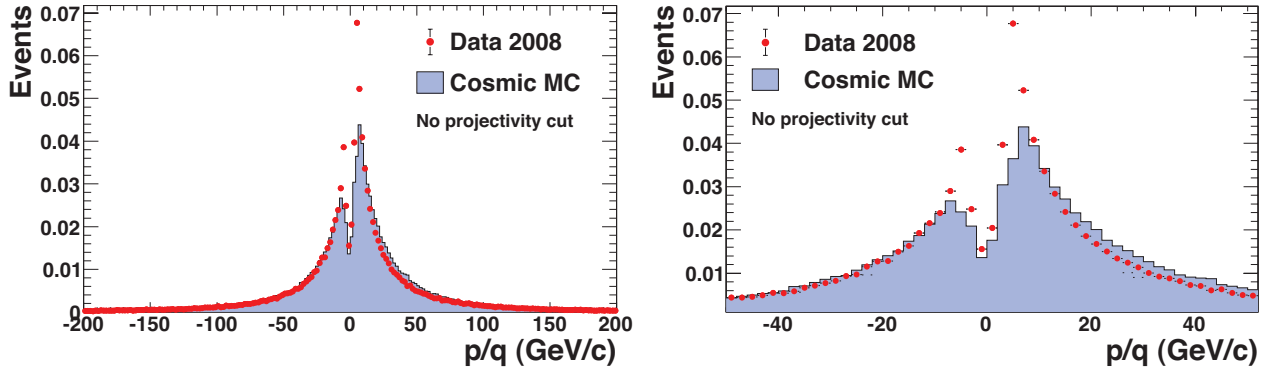 Events
0.07
0.06
0.05
0.04
0.03
0.02
0.01
0
Data 2008
Cosmic MC
No projectivity cut
-200 -150 -100 -50 0 50 100 150 200
p/q (GeV/c)
Events
0.07
0.06
0.05
0.04
0.03
0.02
0.01
Data 2008
Cosmic MC
No projectivity cut
-40 -20 0 20 40
p/q (GeV/c)